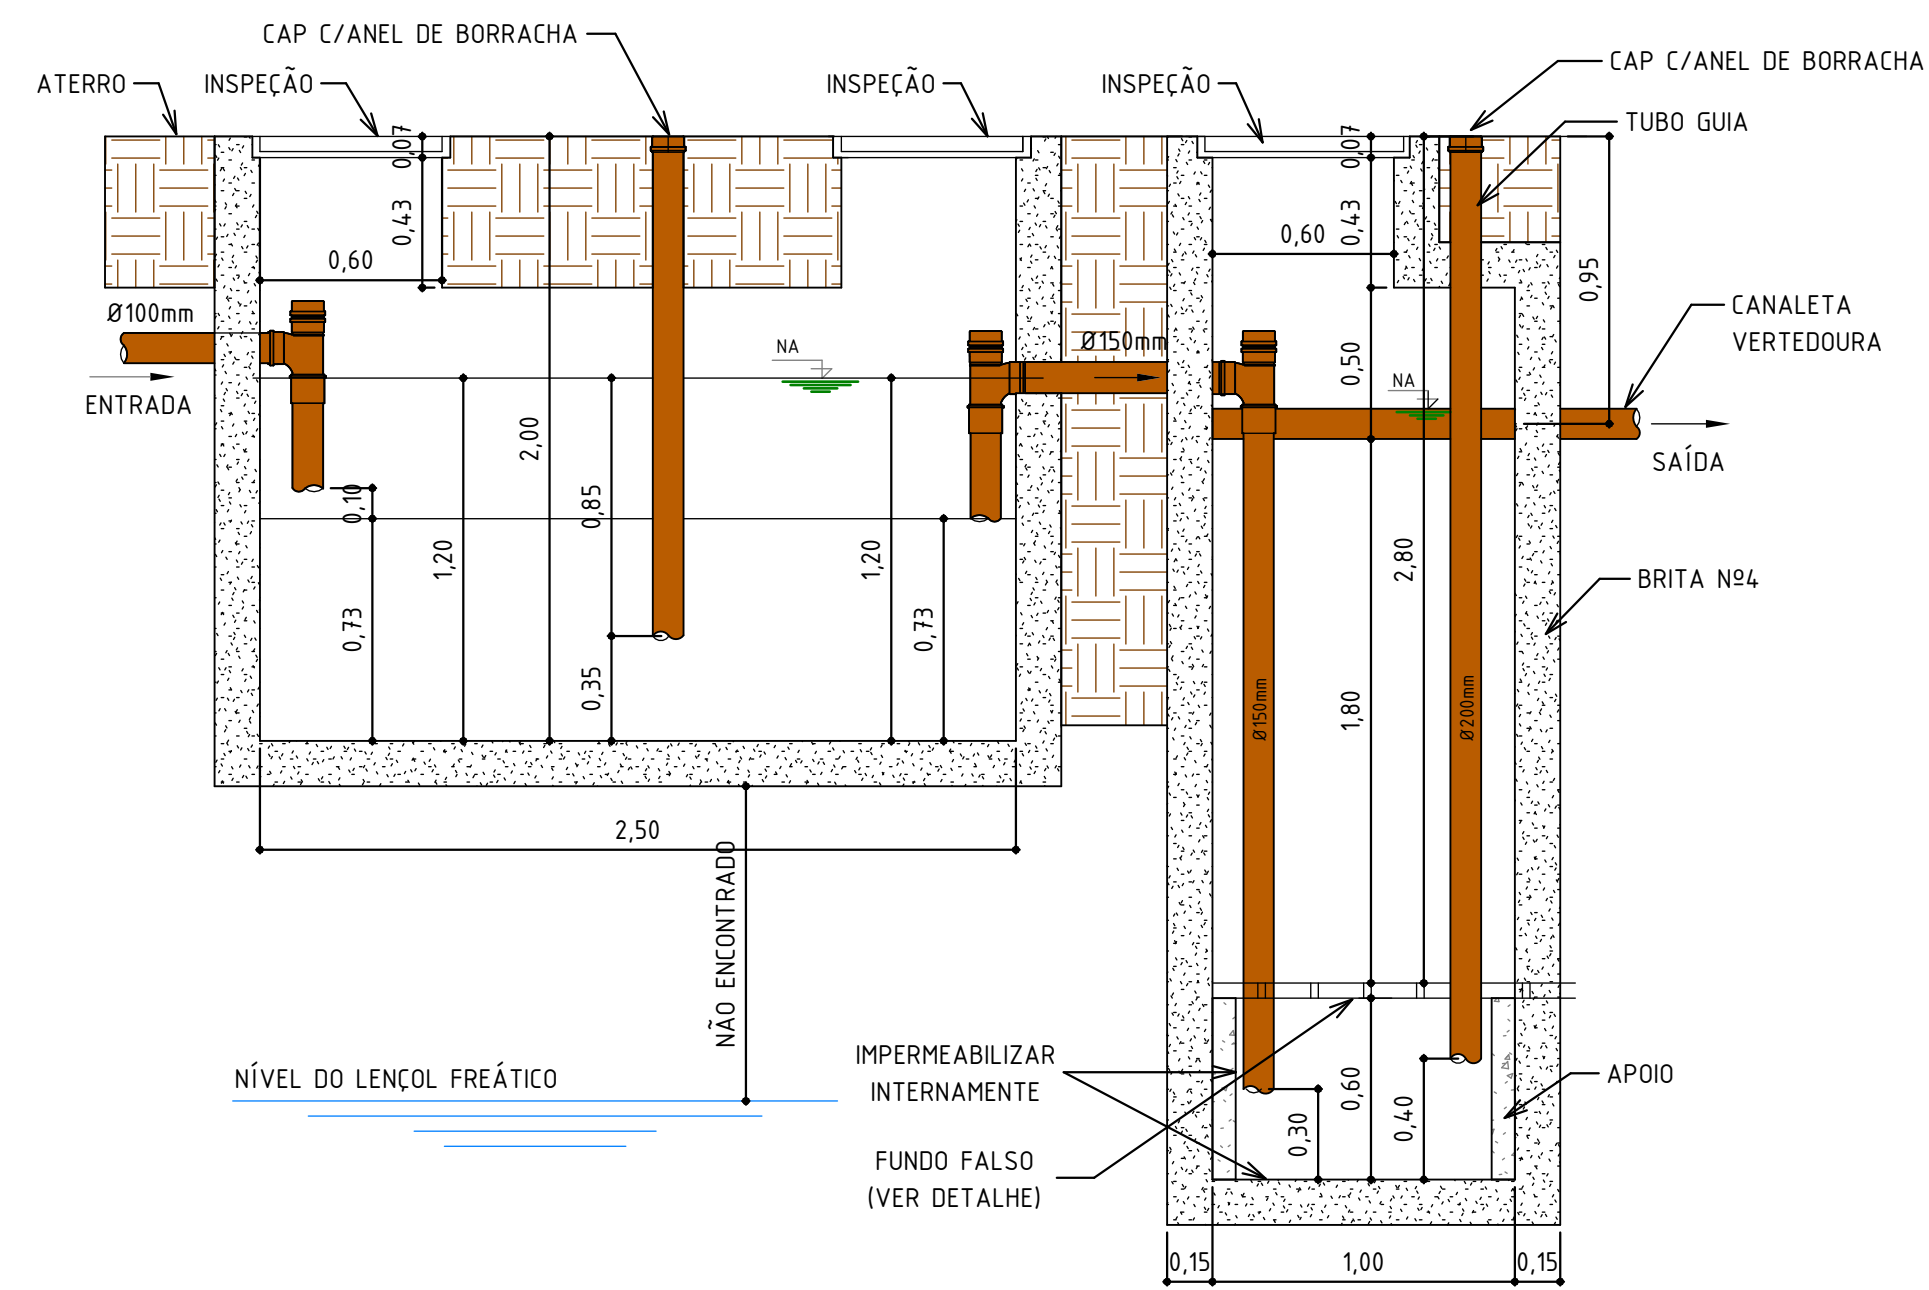 CAP C/ANEL DE BORRACHA
CAP C/ANEL DE BORRACHA
ATERRO
INSPEÇÃO
INSPEÇÃO
INSPEÇÃO
TUBO GUIA
0,07
0,07
0,43
0,43
0,60
0,60
0,95
Ø100mm
ENTRADA
NA
Ø150mm
0,50
NA
CANALETA
VERTEDOURA
SAÍDA
2,00
0,10
0,85
1,20
1,20
0,73
0,73
0,35
2,80
BRITA Nº4
Ø150mm
1,80
Ø200mm
2,50
NÃO ENCONTRADO
NÍVEL DO LENÇOL FREÁTICO
IMPERMEABILIZAR
INTERNAMENTE
FUNDO FALSO
(VER DETALHE)
0,30
0,60
0,40
APOIO
0,15
1,00
0,15